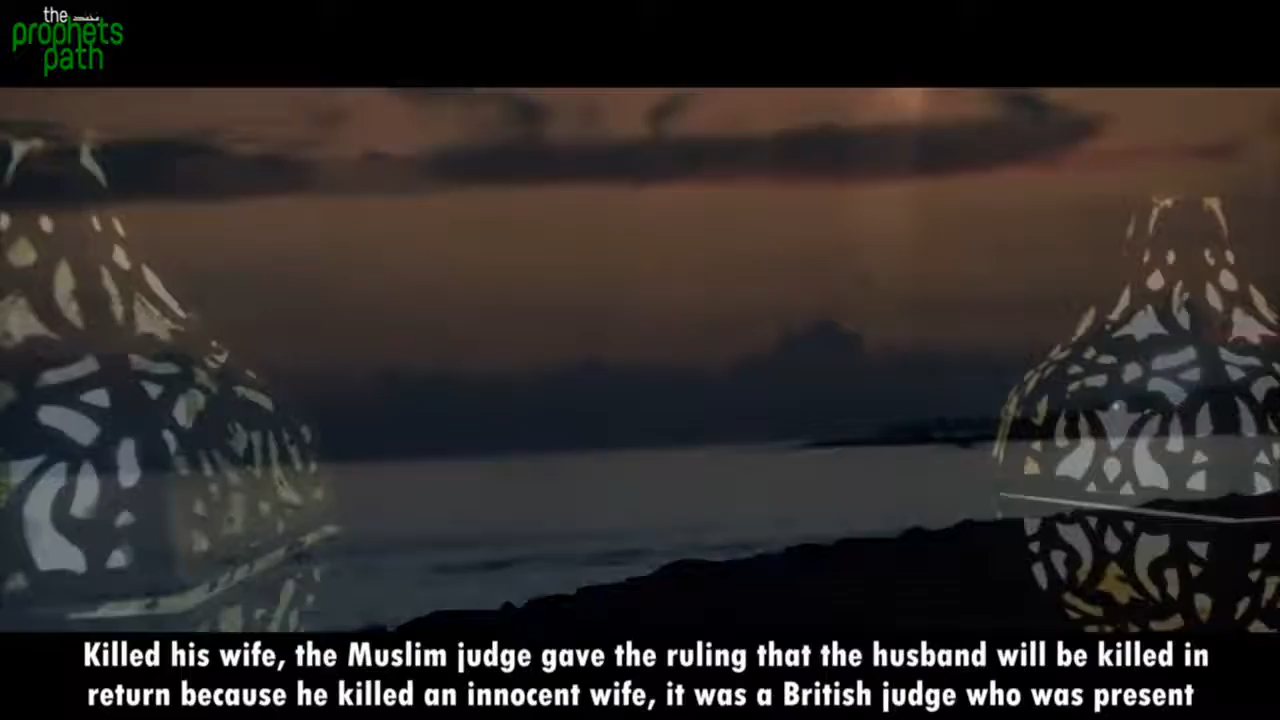 the
prophets
path
Killed his wife, the Muslim judge gave the ruling that the husband will be killed in
return because he killed an innocent wife, it was a British judge who was present